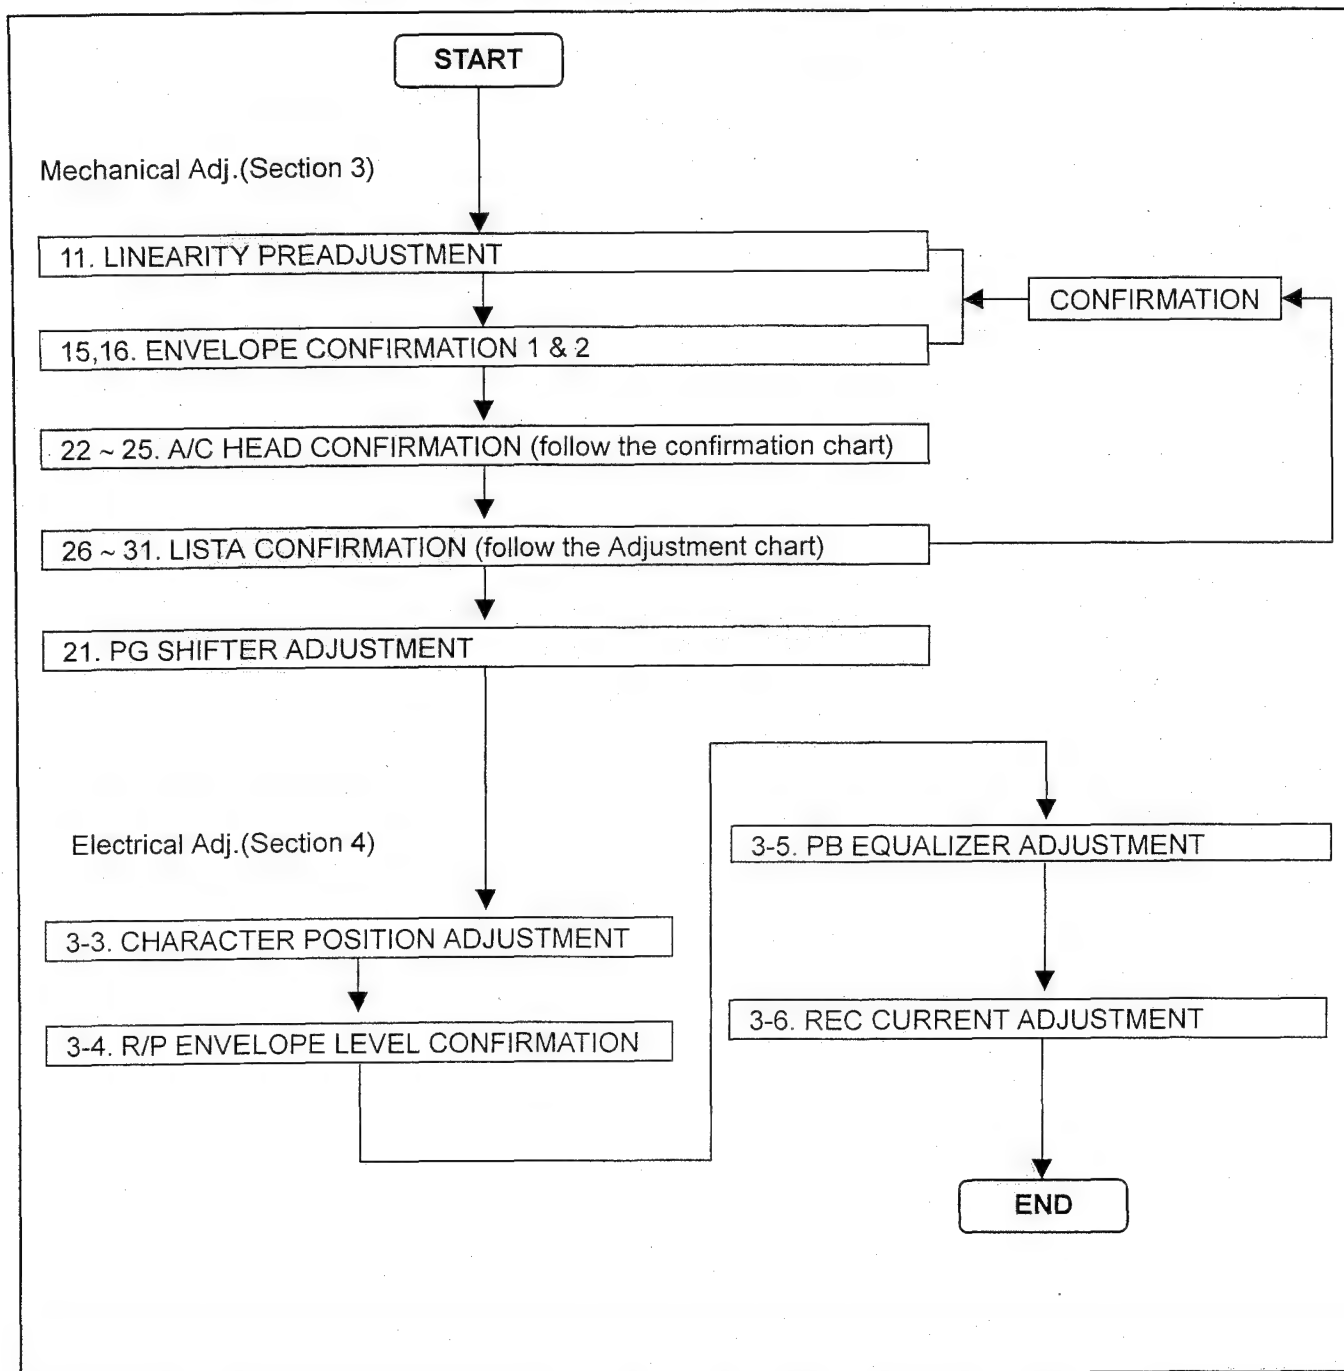 START
Mechanical Adj.(Section 3)
11. LINEARITY PREADJUSTMENT
CONFIRMATION
15,16. ENVELOPE CONFIRMATION 1 & 2
22 ~ 25. A/C HEAD CONFIRMATION (follow the confirmation chart)
26 ~ 31. LISTA CONFIRMATION (follow the Adjustment chart)
21. PG SHIFTER ADJUSTMENT
Electrical Adj.(Section 4)
3-3. CHARACTER POSITION ADJUSTMENT
3-4. R/P ENVELOPE LEVEL CONFIRMATION
3-5. PB EQUALIZER ADJUSTMENT
3-6. REC CURRENT ADJUSTMENT
END